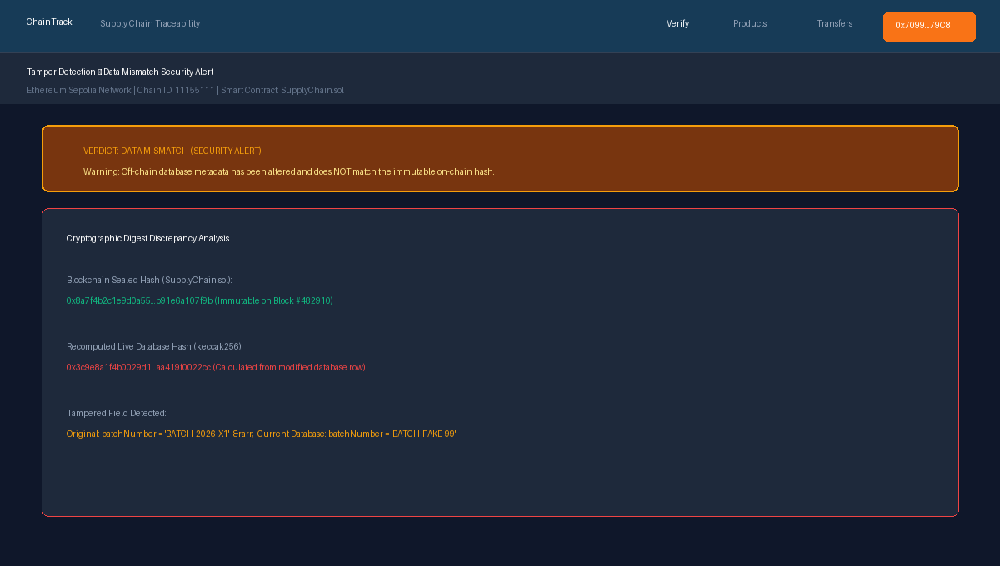 ChainTrack
Supply Chain Traceability
Verify
Products
Transfers
0x7099...79C8
Tamper Detection ☒ Data Mismatch Security Alert
Ethereum Sepolia Network | Chain ID: 11155111 | Smart Contract: SupplyChain.sol
VERDICT: DATA MISMATCH (SECURITY ALERT)
Warning: Off-chain database metadata has been altered and does NOT match the immutable on-chain hash.
Cryptographic Digest Discrepancy Analysis
Blockchain Sealed Hash (SupplyChain.sol):
0x8a7f4b2c1e9d0a55...b91e6a107f9b (Immutable on Block #482910)
Recomputed Live Database Hash (keccak256):
0x3c9e8a1f4b0029d1...aa419f0022cc (Calculated from modified database row)
Tampered Field Detected:
Original: batchNumber = 'BATCH-2026-X1' &rarr; Current Database: batchNumber = 'BATCH-FAKE-99'